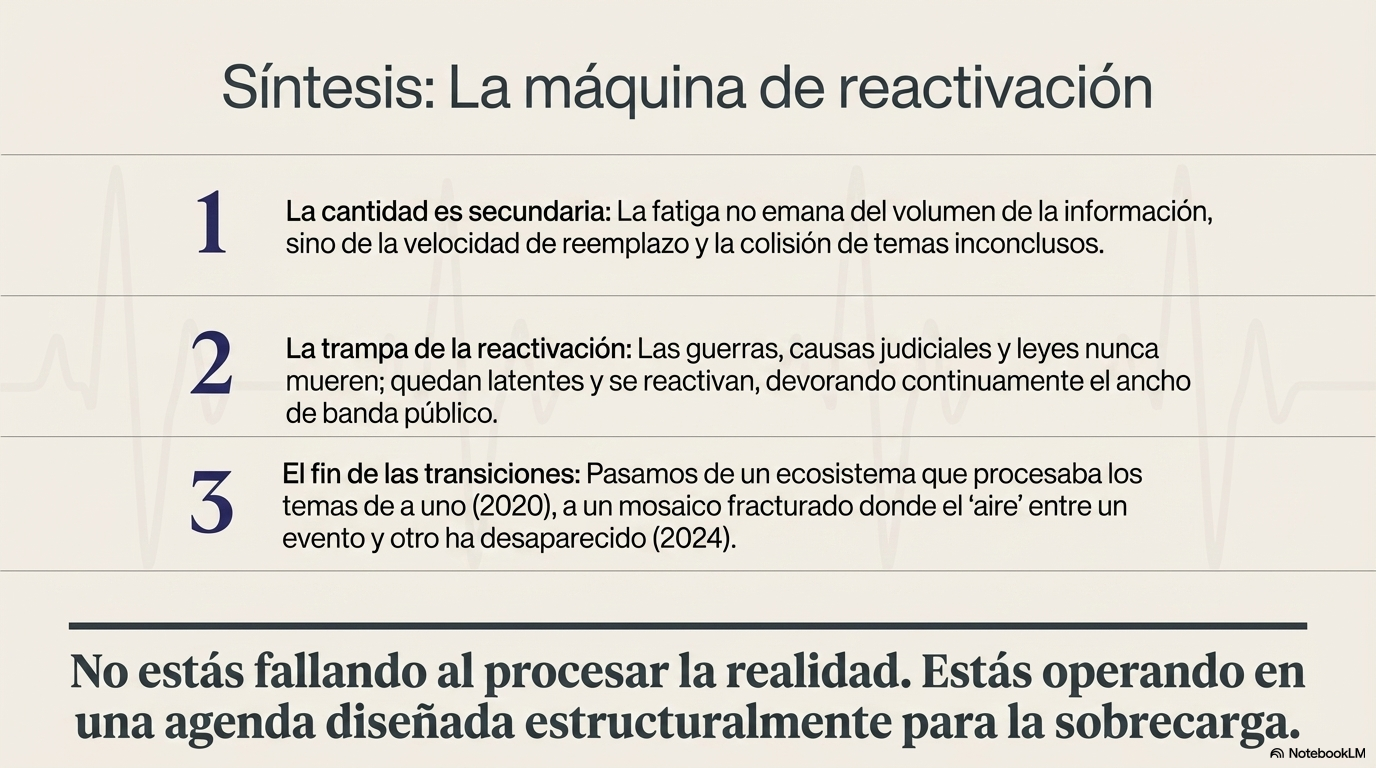 Síntesis: La máquina de reactivación
1
La cantidad es secundaria: La fatiga no emana del volumen de la información,
sino de la velocidad de reemplazo y la colisión de temas inconclusos.
2
La trampa de la reactivación: Las guerras, causas judiciales y leyes nunca
mueren; quedan latentes y se reactivan, devorando continuamente el ancho
de banda público.
3
El fin de las transiciones: Pasamos de un ecosistema que procesaba los
temas de a uno (2020), a un mosaico fracturado donde el ‘aire’ entre un
evento y otro ha desaparecido (2024).
No estás fallando al procesar la realidad. Estás operando en
una agenda diseñada estructuralmente para la sobrecarga.
NotebookLM